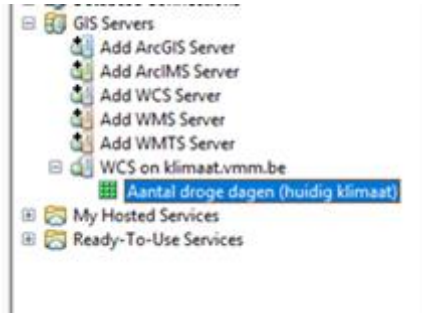 GIS Servers
Add ArcGIS Server
Add ArcIMS Server
Add WCS Server
Add WMS Server
Add WMTS Server
WCS on klimaat.vmm.be
Aantal droge dagen (huidig klimaat)
My Hosted Services
Ready-To-Use Services